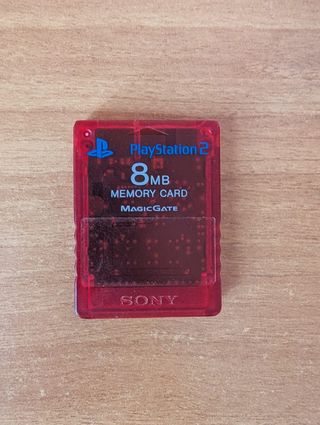 PlayStation 2
8MB
MEMORY CARD
MAGICGATE
SONY